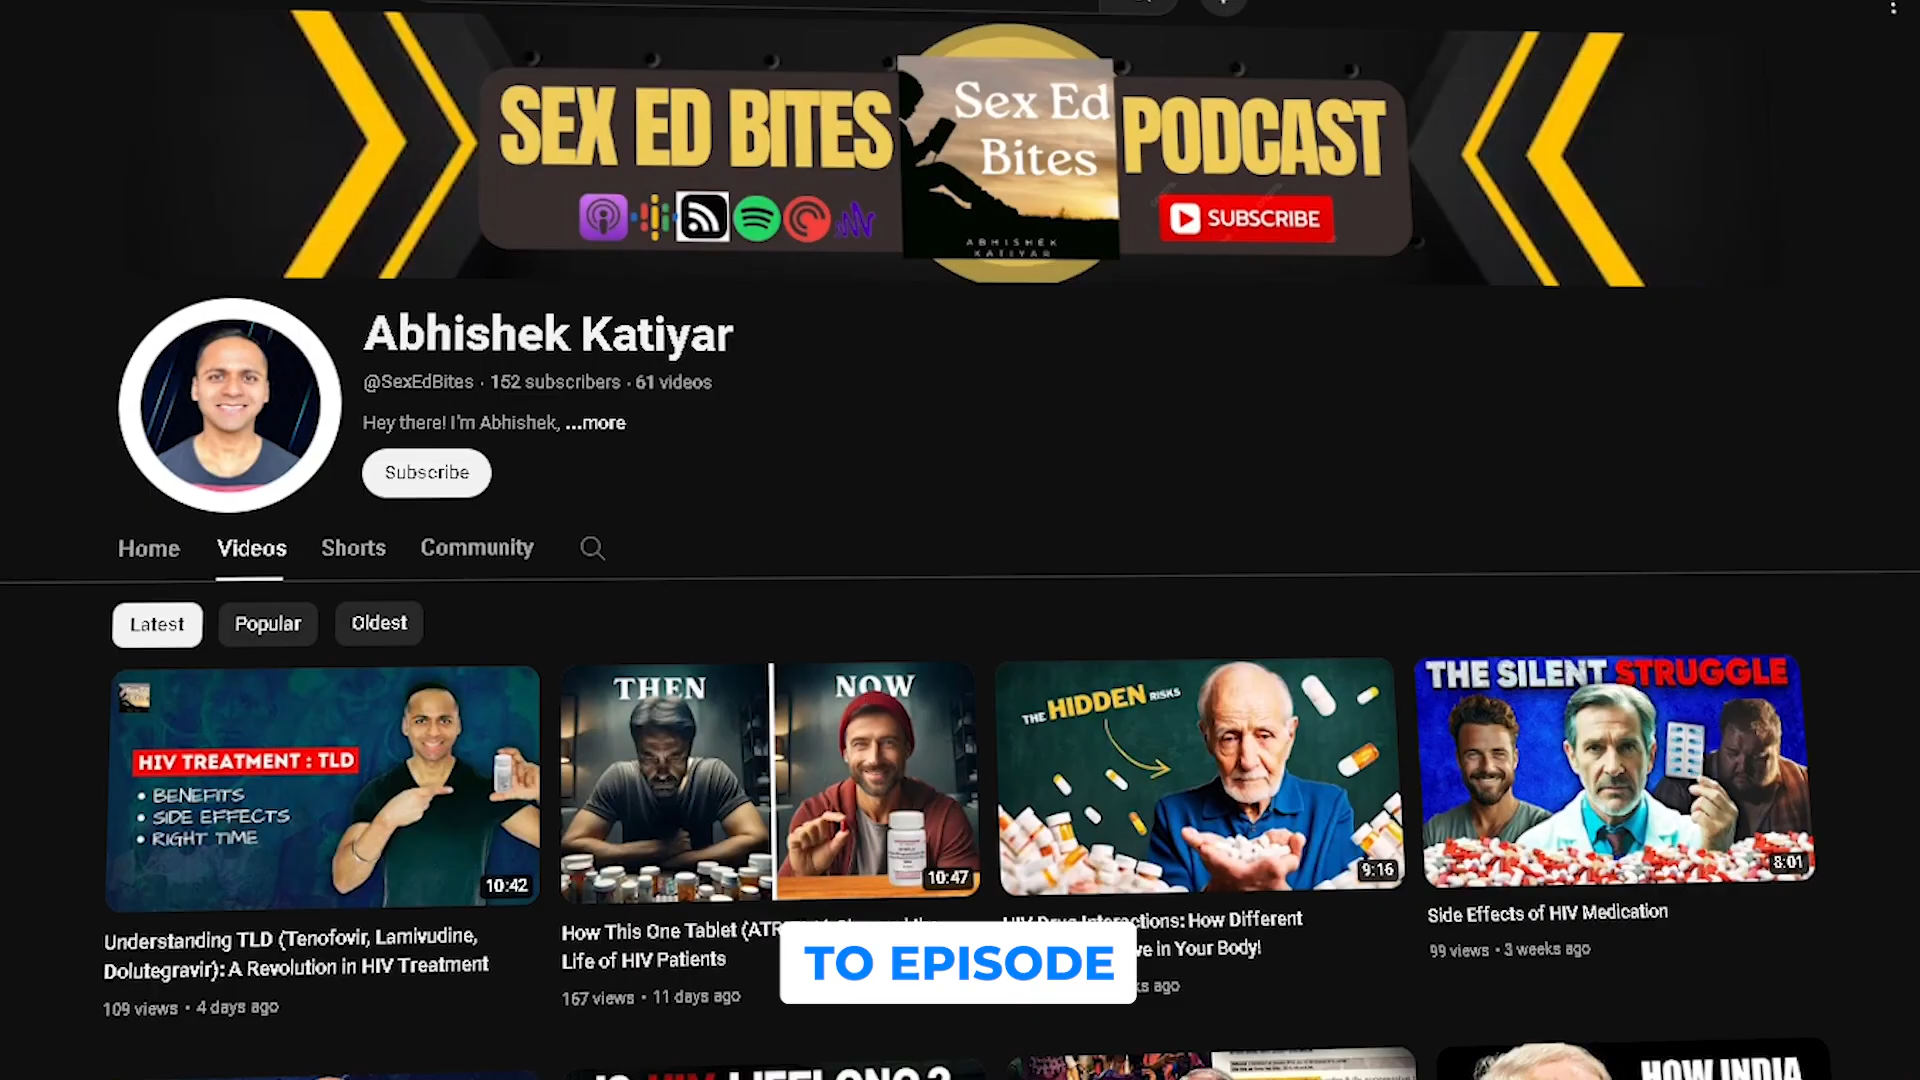 SEX ED BITES
Sex Ed
Bites
ABHISHEK
KATIYAR
PODCAST
SUBSCRIBE
Abhishek Katiyar
@SexEdBites · 152 subscribers · 61 videos
Hey there! I'm Abhishek, ...more
Subscribe
Home Videos Shorts Community
Latest Popular Oldest
HIV TREATMENT : TLD
• BENEFITS
• SIDE EFFECTS
• RIGHT TIME
10:42
Understanding TLD (Tenofovir, Lamivudine,
Dolutegravir): A Revolution in HIV Treatment
109 views • 4 days ago
THEN NOW
10:47
How This One Tablet (ATR
Life of HIV Patients
167 views • 11 days ago
THE HIDDEN RISKS
9:16
HIV Drug Interactions: How Different
ve in Your Body!
ks ago
THE SILENT STRUGGLE
8:01
Side Effects of HIV Medication
99 views • 3 weeks ago
TO EPISODE
IS HIV LIFELONG?
HOW INDIA